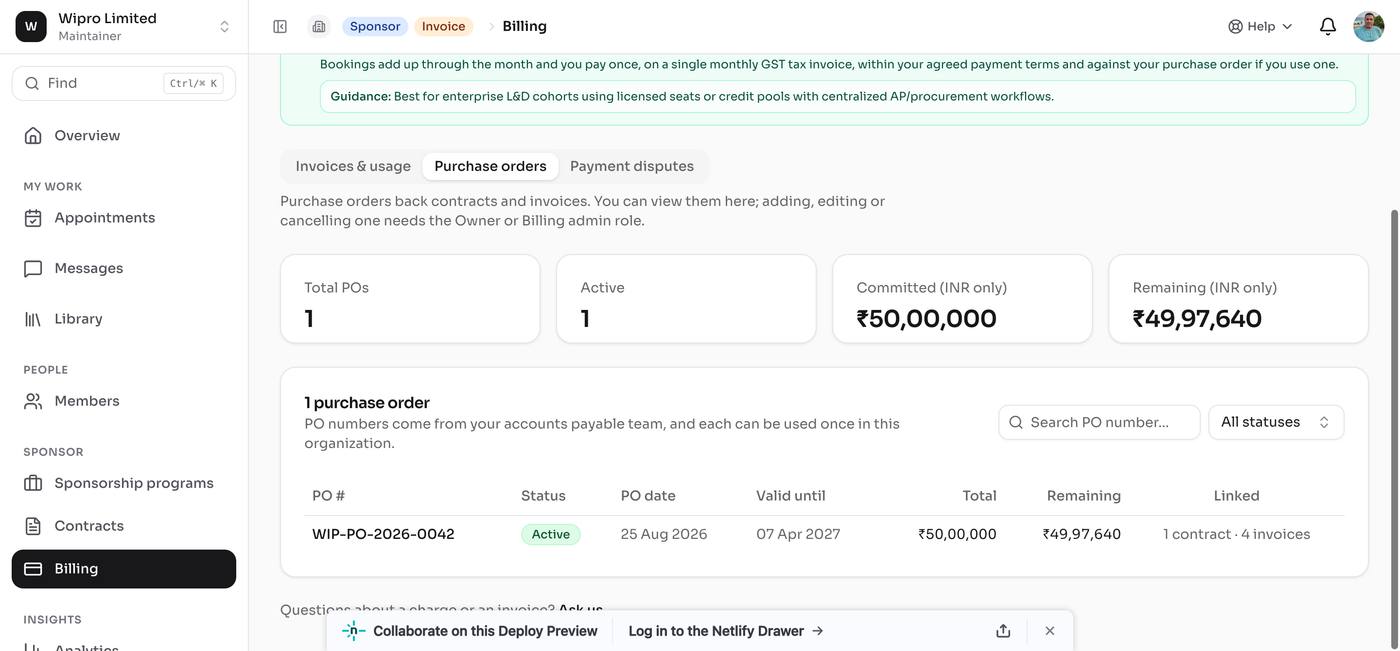 W
Wipro Limited
Maintainer
Sponsor
Invoice
Billing
Help
Find
Ctrl/⌘ K
Overview
MY WORK
Appointments
Messages
Library
PEOPLE
Members
SPONSOR
Sponsorship programs
Contracts
Billing
INSIGHTS
Analytics
Bookings add up through the month and you pay once, on a single monthly GST tax invoice, within your agreed payment terms and against your purchase order if you use one.
Guidance: Best for enterprise L&D cohorts using licensed seats or credit pools with centralized AP/procurement workflows.
Invoices & usage
Purchase orders
Payment disputes
Purchase orders back contracts and invoices. You can view them here; adding, editing or
cancelling one needs the Owner or Billing admin role.
Total POs
1
Active
1
Committed (INR only)
₹50,00,000
Remaining (INR only)
₹49,97,640
1 purchase order
PO numbers come from your accounts payable team, and each can be used once in this
organization.
Search PO number...
All statuses
PO # Status PO date Valid until Total Remaining Linked
WIP-PO-2026-0042 Active 25 Aug 2026 07 Apr 2027 ₹50,00,000 ₹49,97,640 1 contract · 4 invoices
Questions about a charge or an invoice? Ask us
Collaborate on this Deploy Preview
Log in to the Netlify Drawer →